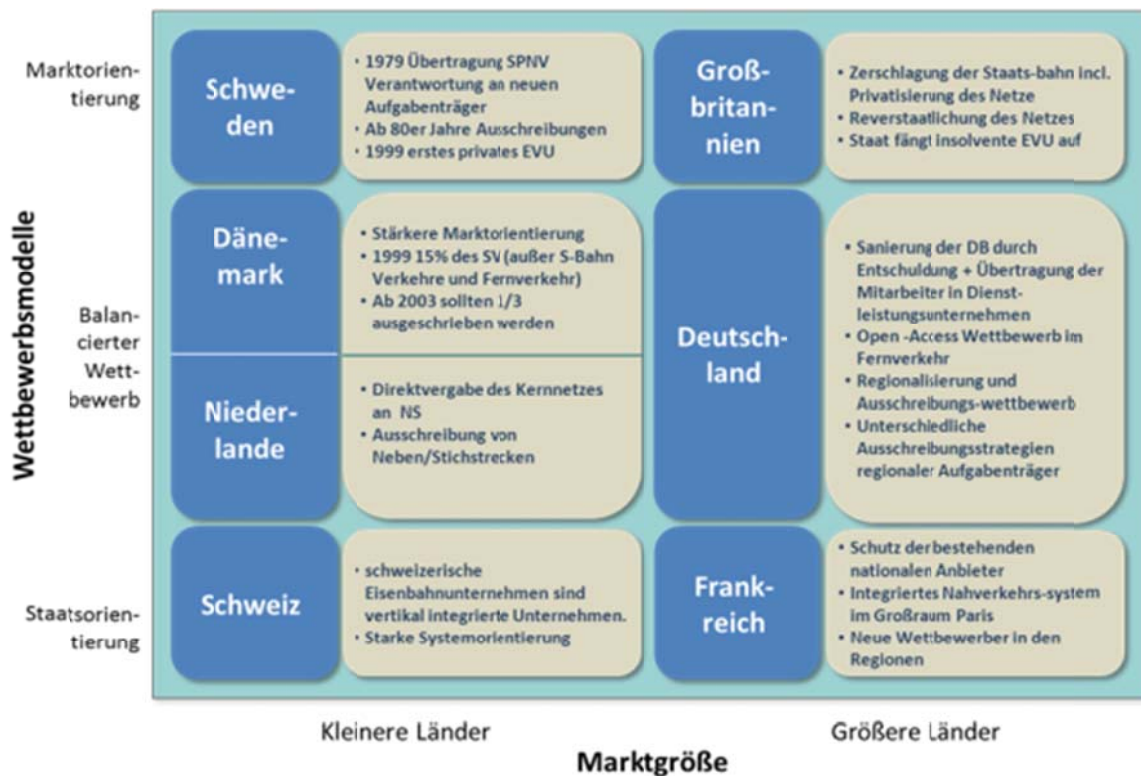 Wettbewerbsmodelle
Marktorien-
tierung
Schwe-
den
• 1979 Übertragung SPNV
Verantwortung an neuen
Aufgabenträger
• Ab 80er Jahre Ausschreibungen
• 1999 erstes privates EVU
Groß-
britan-
nien
• Zerschlagung der Staats-bahn incl.
Privatisierung des Netze
• Reverstaatlichung des Netzes
• Staat fängt insolvente EVU auf
Balan-
cierter
Wett-
bewerb
Däne-
mark
• Stärkere Marktorientierung
• 1999 15% des SV (außer S-Bahn
Verkehre und Fernverkehr)
• Ab 2003 sollten 1/3
ausgeschrieben werden
Nieder-
lande
• Direktvergabe des Kernnetzes
an NS
• Ausschreibung von
Neben/Stichstrecken
Deutsch-
land
• Sanierung der DB durch
Entschuldung + Übertragung der
Mitarbeiter in Dienst-
leistungsunternehmen
• Open -Access Wettbewerb im
Fernverkehr
• Regionalisierung und
Ausschreibungs-wettbewerb
• Unterschiedliche
Ausschreibungsstrategien
regionaler Aufgabenträger
Staatsorien-
tierung
Schweiz
• schweizerische
Eisenbahnunternehmen sind
vertikal integrierte Unternehmen.
• Starke Systemorientierung
Frank-
reich
• Schutz der bestehenden
nationalen Anbieter
• Integriertes Nahverkehrs-system
im Großraum Paris
• Neue Wettbewerber in den
Regionen
Kleinere Länder
Größere Länder
Marktgröße